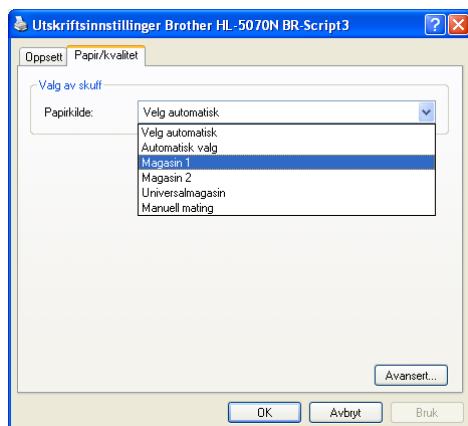 Utskriftsinnstillinger Brother HL-5070N BR-Script3
Oppsett Papir/kvalitet
Valg av skuff
Papirkilde: Velg automatisk
Velg automatisk
Automatisk valg
Magasin 1
Magasin 2
Universalmagasin
Manuell mating
Avansert...
OK Avbryt Bruk